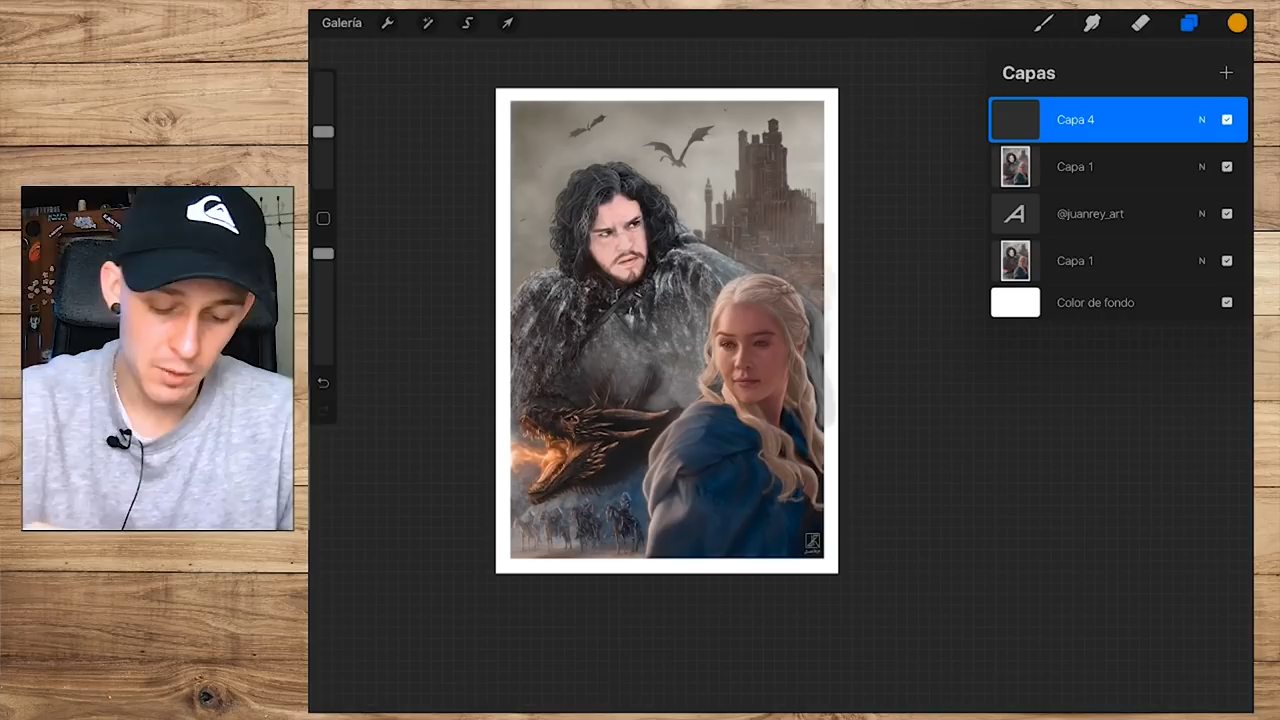 Galería
Capas
Capa 4 N
Capa 1 N
@juanrey_art N
Capa 1 N
Color de fondo